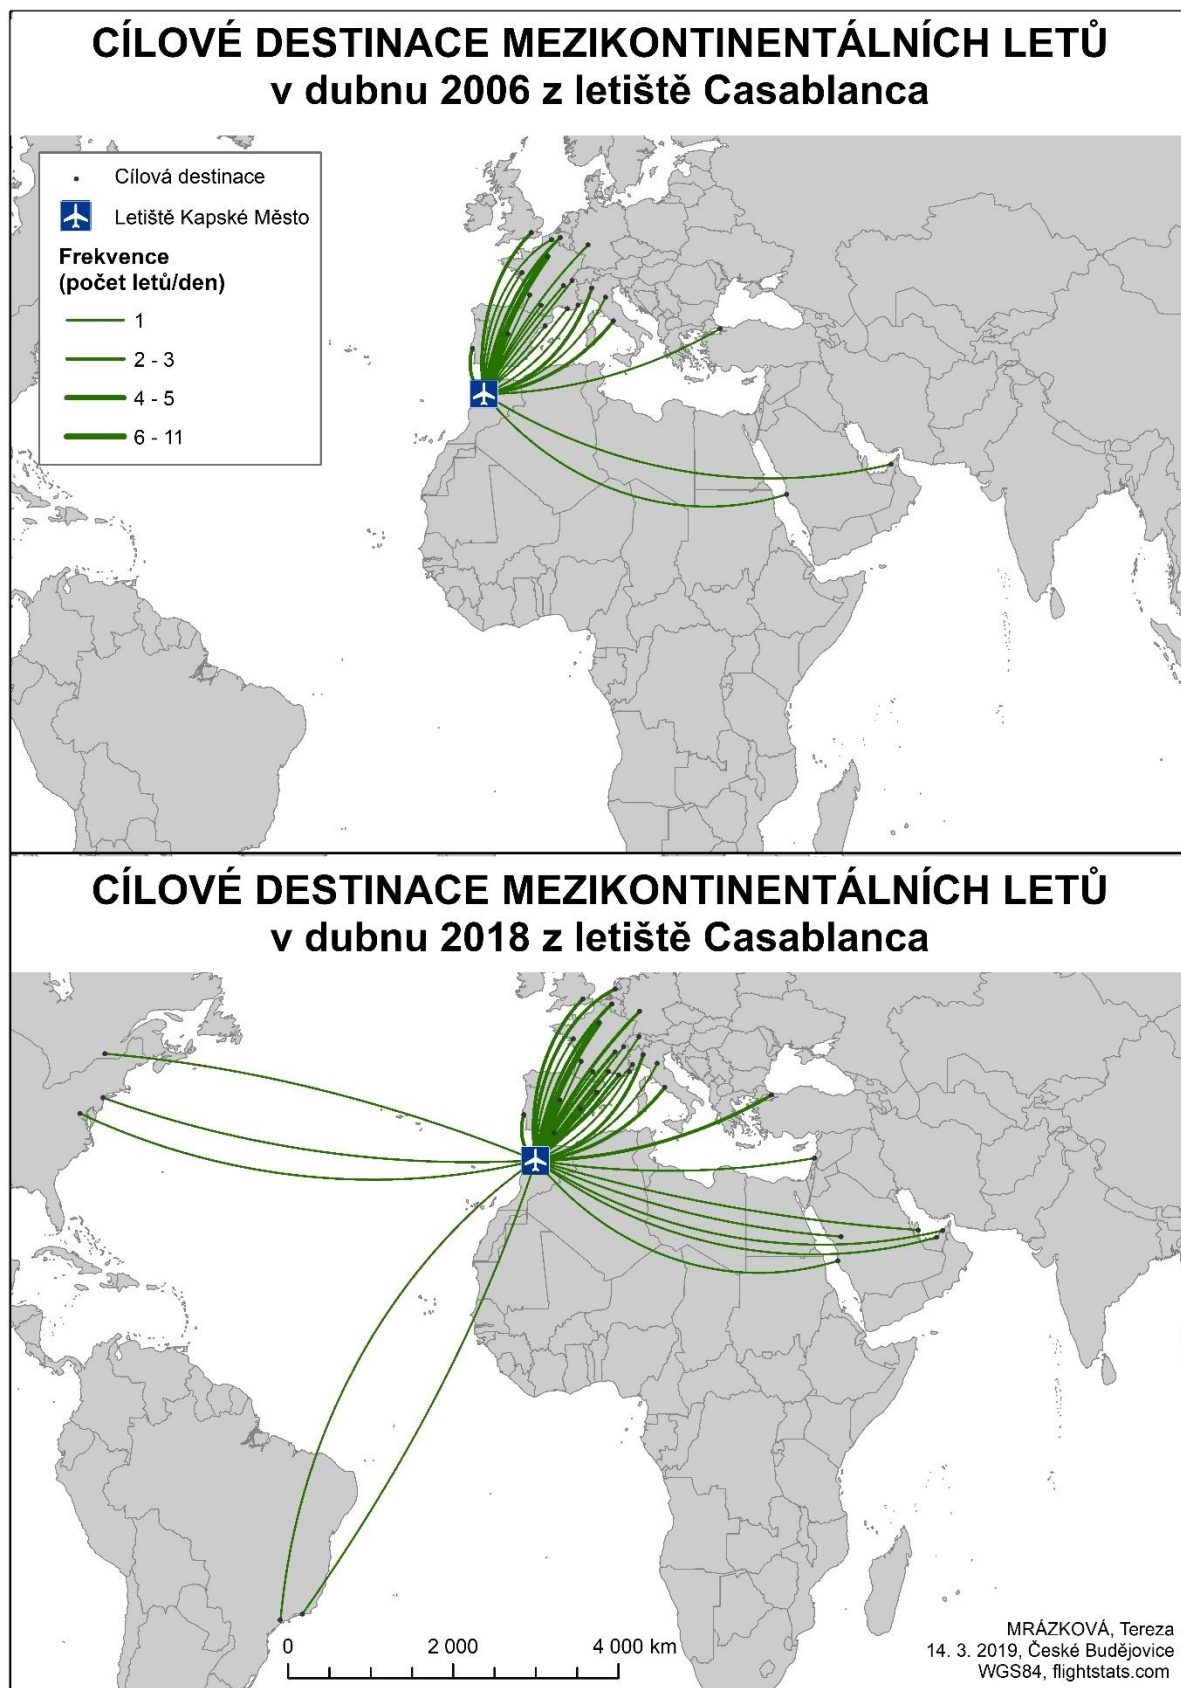 CÍLOVÉ DESTINACE MEZIKONTINENTÁLNÍCH LETŮ
v dubnu 2006 z letiště Casablanca
Cílová destinace
Letiště Kapské Město
Frekvence
(počet letů/den)
1
2 - 3
4 - 5
6 - 11
CÍLOVÉ DESTINACE MEZIKONTINENTÁLNÍCH LETŮ
v dubnu 2018 z letiště Casablanca
0 2 000 4 000 km
MRÁZKOVÁ, Tereza
14. 3. 2019, České Budějovice
WGS84, flightstats.com